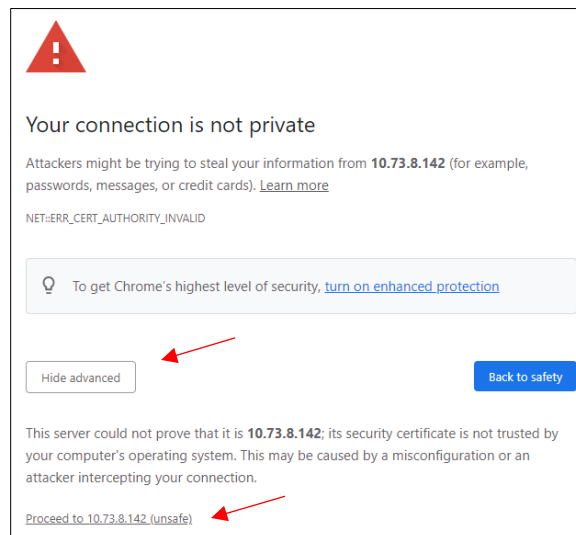 Your connection is not private
Attackers might be trying to steal your information from 10.73.8.142 (for example,
passwords, messages, or credit cards). Learn more
NET::ERR_CERT_AUTHORITY_INVALID
To get Chrome's highest level of security, turn on enhanced protection
Hide advanced
Back to safety
This server could not prove that it is 10.73.8.142; its security certificate is not trusted by
your computer's operating system. This may be caused by a misconfiguration or an
attacker intercepting your connection.
Proceed to 10.73.8.142 (unsafe)